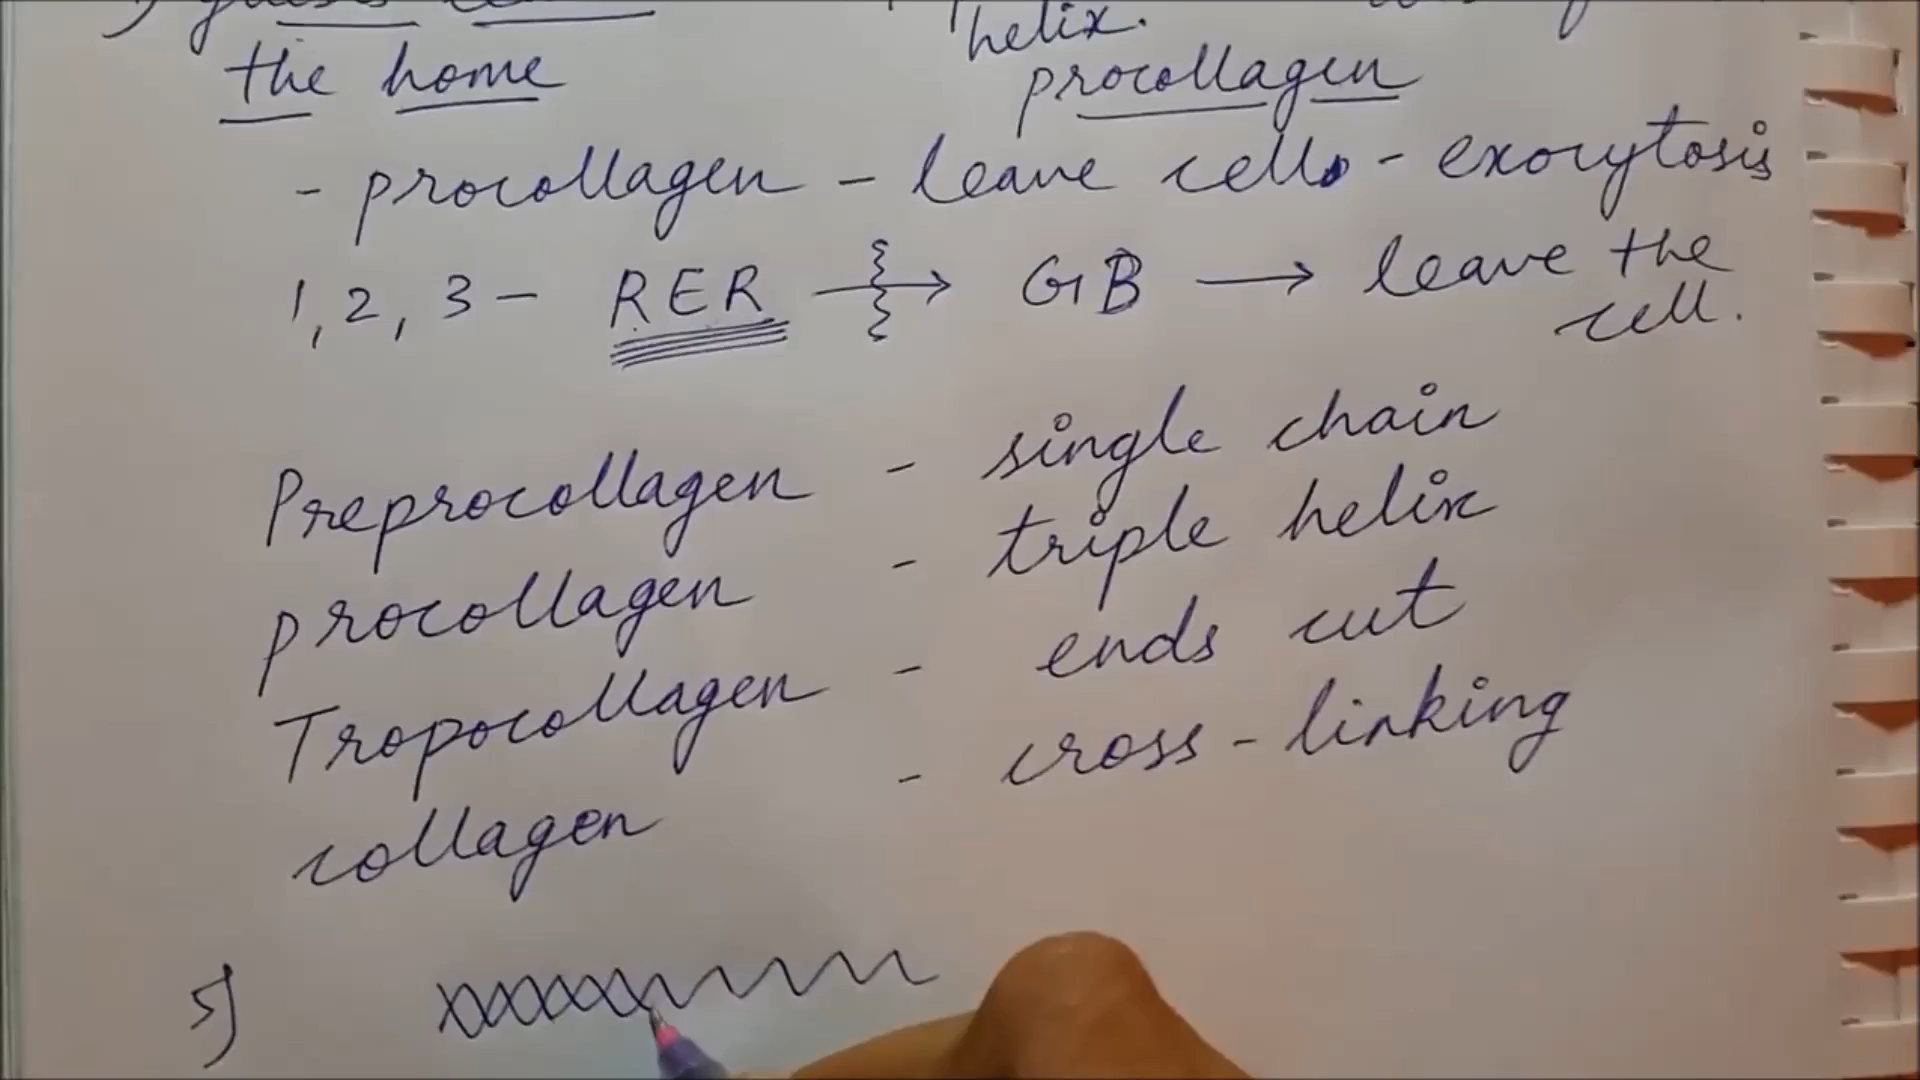 helix.
the home
procollagen
- procollagen - leave cell - exocytosis
1, 2, 3 - RER → GB → leave the
cell.
Preprocollagen - single chain
procollagen - triple helix
Tropocollagen - ends cut
collagen - cross-linking
5)